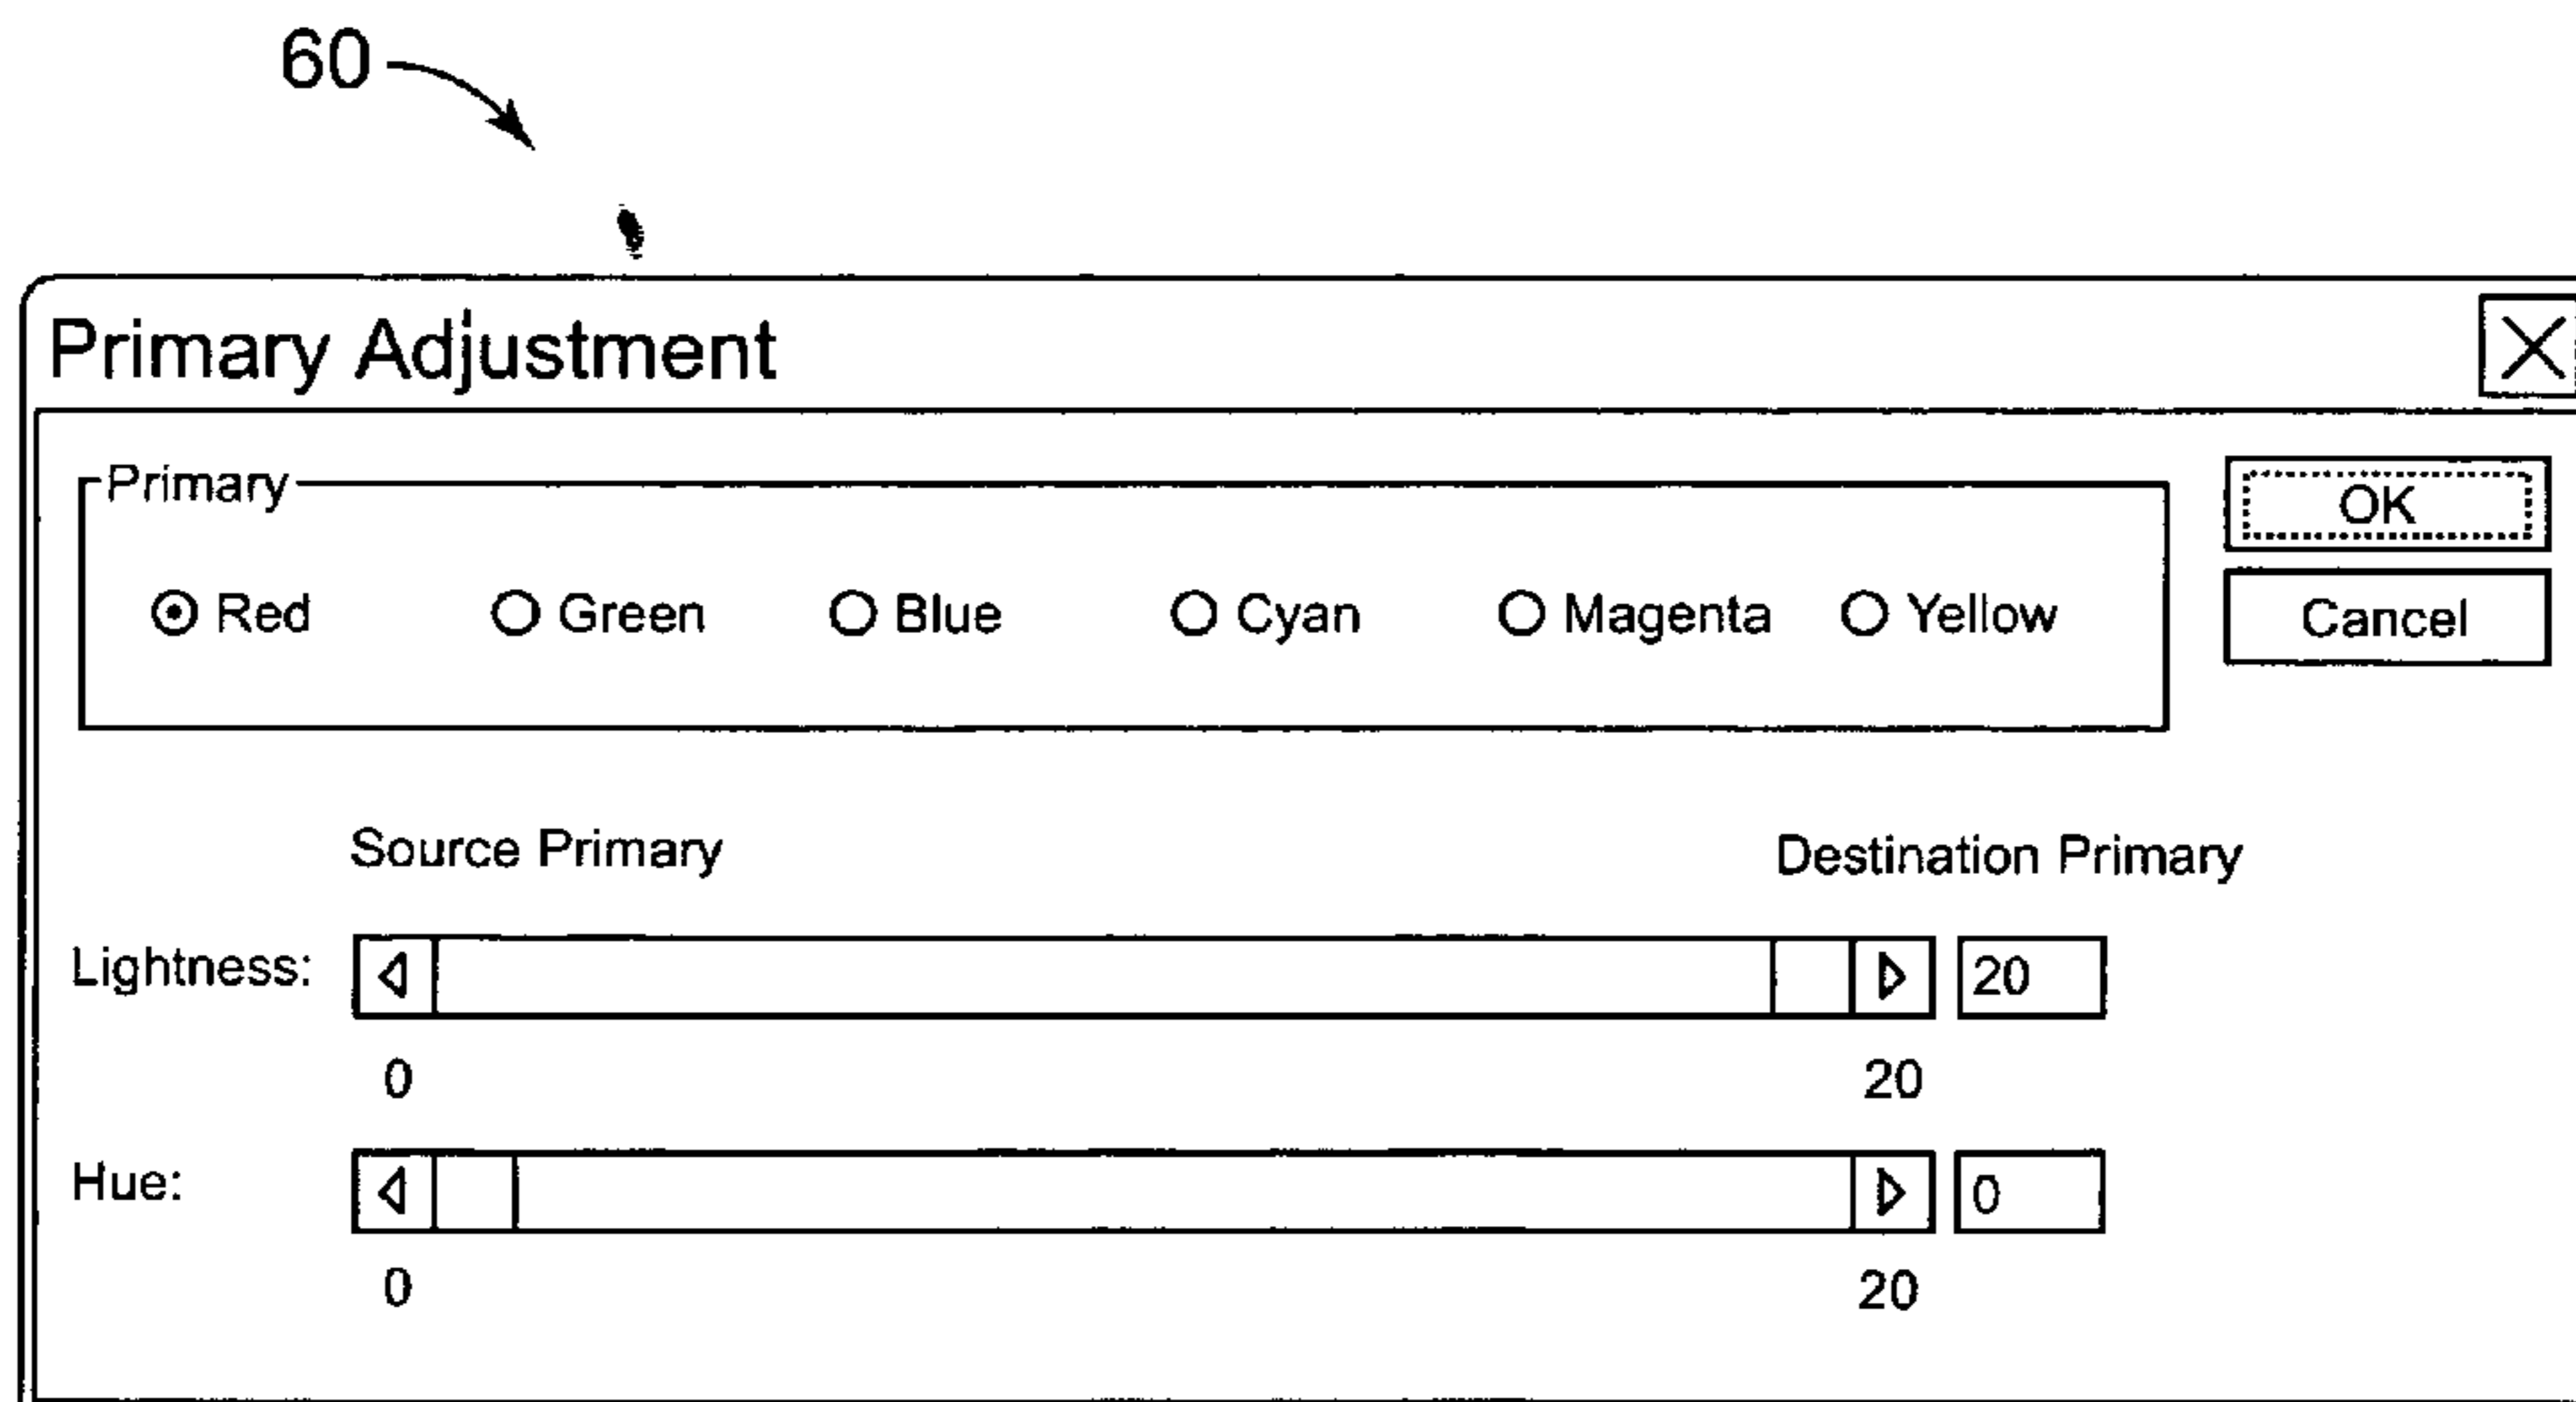 60
Primary Adjustment
Primary
OK
Red Green Blue Cyan Magenta Yellow
Cancel
Source Primary Destination Primary
Lightness: 20
0 20
Hue: 0
0 20